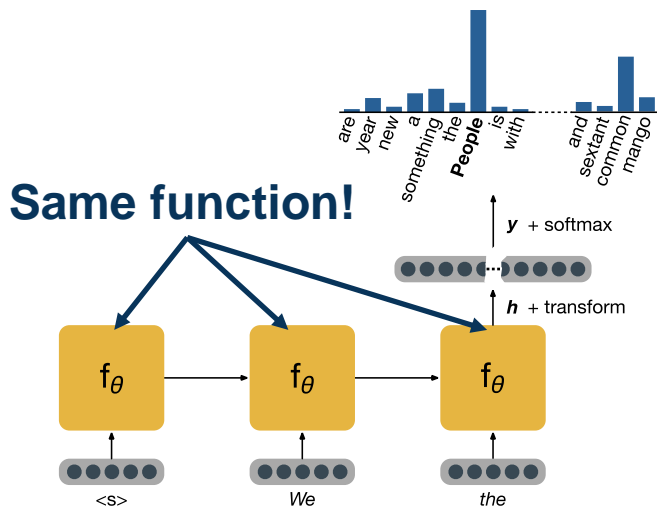 are year new a something the People is with and sextant common mango
Same function!
y + softmax
h + transform
fθ fθ fθ
<s> We the